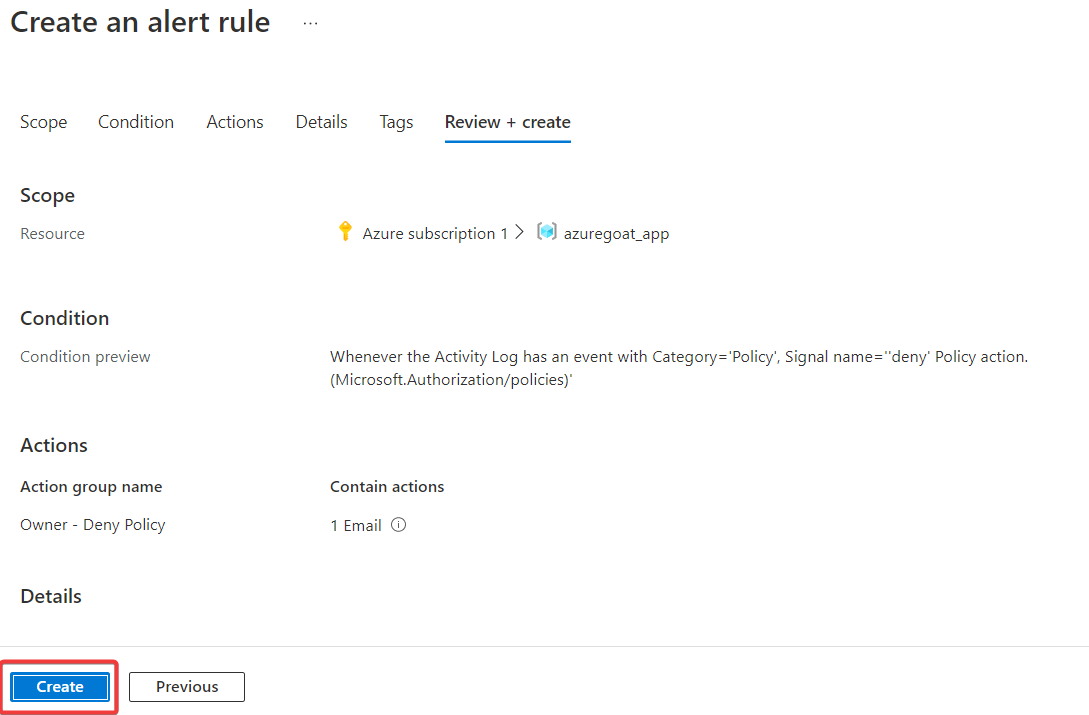 Create an alert rule ...
Scope Condition Actions Details Tags Review + create
Scope
Resource Azure subscription 1 > azuregoat_app
Condition
Condition preview Whenever the Activity Log has an event with Category='Policy', Signal name=''deny' Policy action.
(Microsoft.Authorization/policies)'
Actions
Action group name Contain actions
Owner - Deny Policy 1 Email
Details
Create Previous